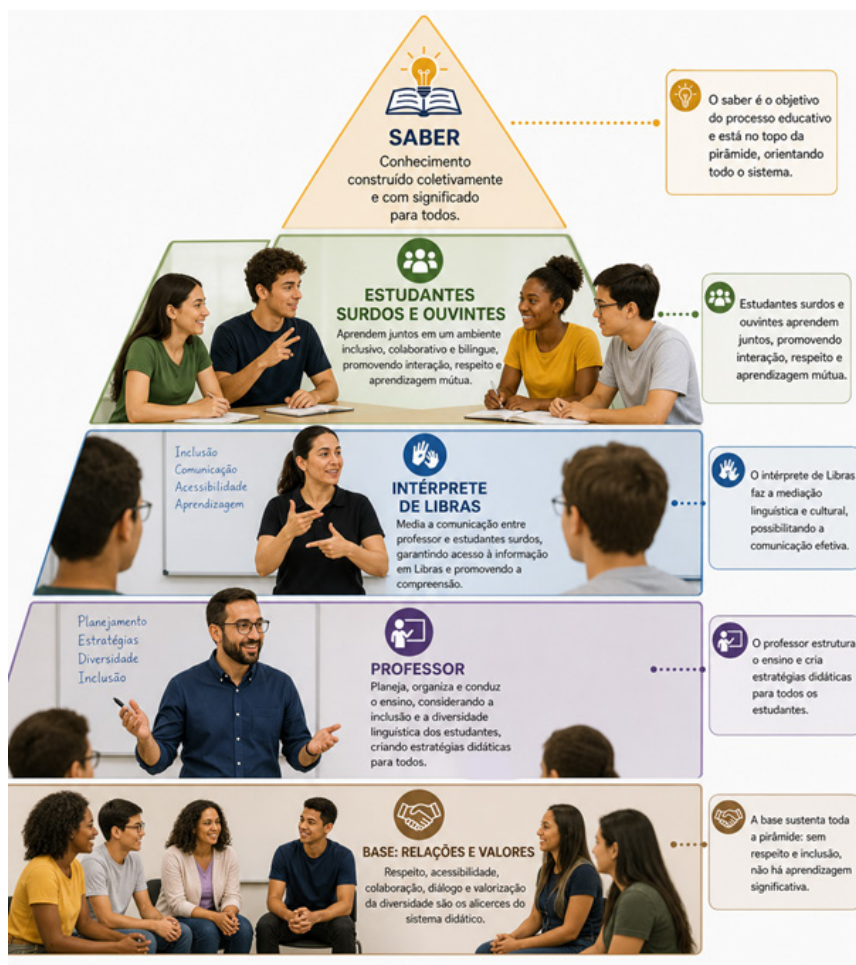 SABER
Conhecimento
construído coletivamente
e com significado
para todos.
O saber é o objetivo
do processo educativo
e está no topo da
pirâmide, orientando
todo o sistema.
ESTUDANTES
SURDOS E OUVINTES
Aprendem juntos em um ambiente
inclusivo, colaborativo e bilíngue,
promovendo interação, respeito e
aprendizagem mútua.
Estudantes surdos e
ouvintes aprendem
juntos, promovendo
interação, respeito e
aprendizagem mútua.
Inclusão
Comunicação
Acessibilidade
Aprendizagem
INTÉRPRETE
DE LIBRAS
Media a comunicação entre
professor e estudantes surdos,
garantindo acesso à informação
em Libras e promovendo a
compreensão.
O intérprete de Libras
faz a mediação
linguística e cultural,
possibilitando a
comunicação efetiva.
Planejamento
Estratégias
Diversidade
Inclusão
PROFESSOR
Planeja, organiza e conduz
o ensino, considerando a
inclusão e a diversidade
linguística dos estudantes,
criando estratégias didáticas
para todos.
O professor estrutura
o ensino e cria
estratégias didáticas
para todos os
estudantes.
BASE: RELAÇÕES E VALORES
Respeito, acessibilidade,
colaboração, diálogo e valorização
da diversidade são os alicerces do
sistema didático.
A base sustenta toda
a pirâmide: sem
respeito e inclusão,
não há aprendizagem
significativa.